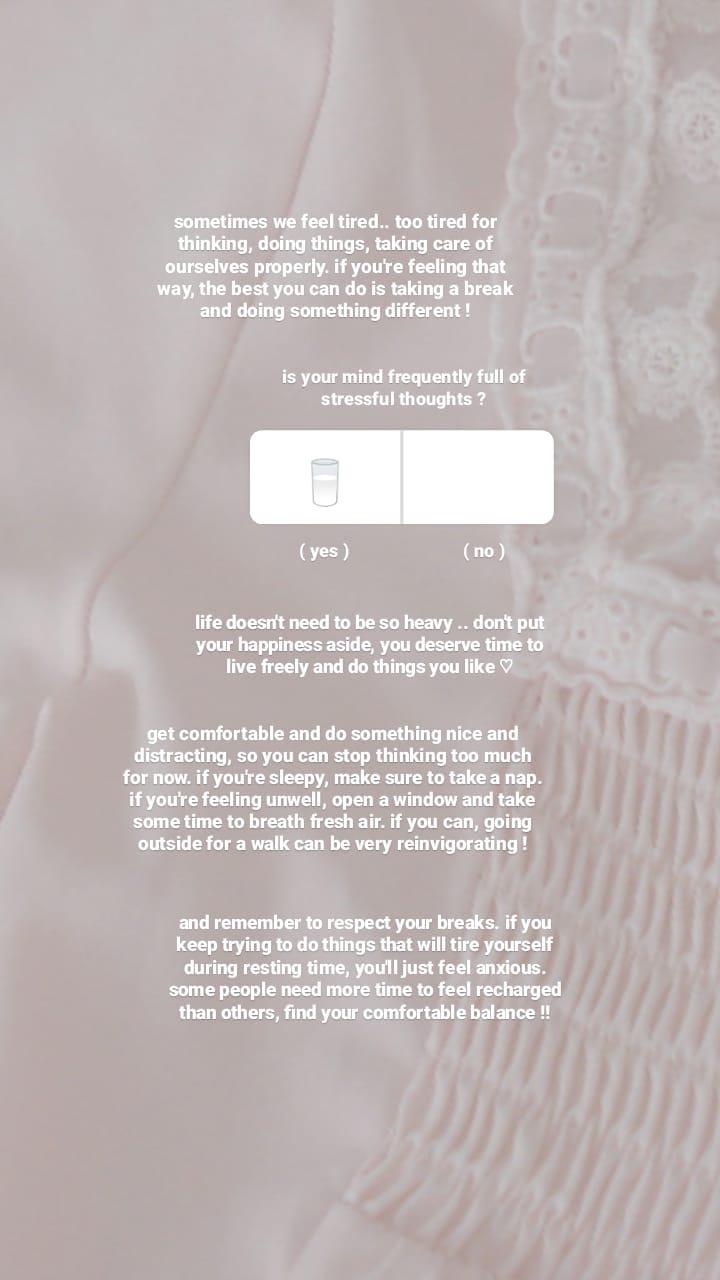 sometimes we feel tired.. too tired for
thinking, doing things, taking care of
ourselves properly. if you're feeling that
way, the best you can do is taking a break
and doing something different !
is your mind frequently full of
stressful thoughts ?
( yes ) ( no )
life doesn't need to be so heavy .. don't put
your happiness aside, you deserve time to
live freely and do things you like ♡
get comfortable and do something nice and
distracting, so you can stop thinking too much
for now. if you're sleepy, make sure to take a nap.
if you're feeling unwell, open a window and take
some time to breath fresh air. if you can, going
outside for a walk can be very reinvigorating !
and remember to respect your breaks. if you
keep trying to do things that will tire yourself
during resting time, you'll just feel anxious.
some people need more time to feel recharged
than others, find your comfortable balance !!